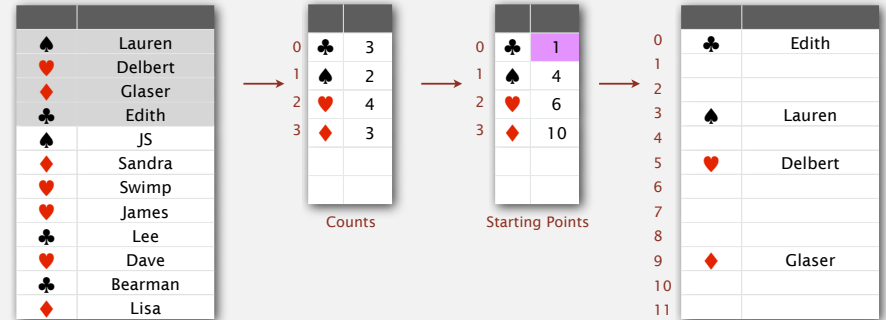 ♠ Lauren
♥ Delbert
♦ Glaser
♣ Edith
♠ JS
♦ Sandra
♥ Swimp
♥ James
♣ Lee
♥ Dave
♣ Bearman
♦ Lisa
0 ♣ 3
1 ♠ 2
2 ♥ 4
3 ♦ 3
Counts
0 ♣ 1
1 ♠ 4
2 ♥ 6
3 ♦ 10
Starting Points
0 ♣ Edith
1
2
3 ♠ Lauren
4
5 ♥ Delbert
6
7
8
9 ♦ Glaser
10
11